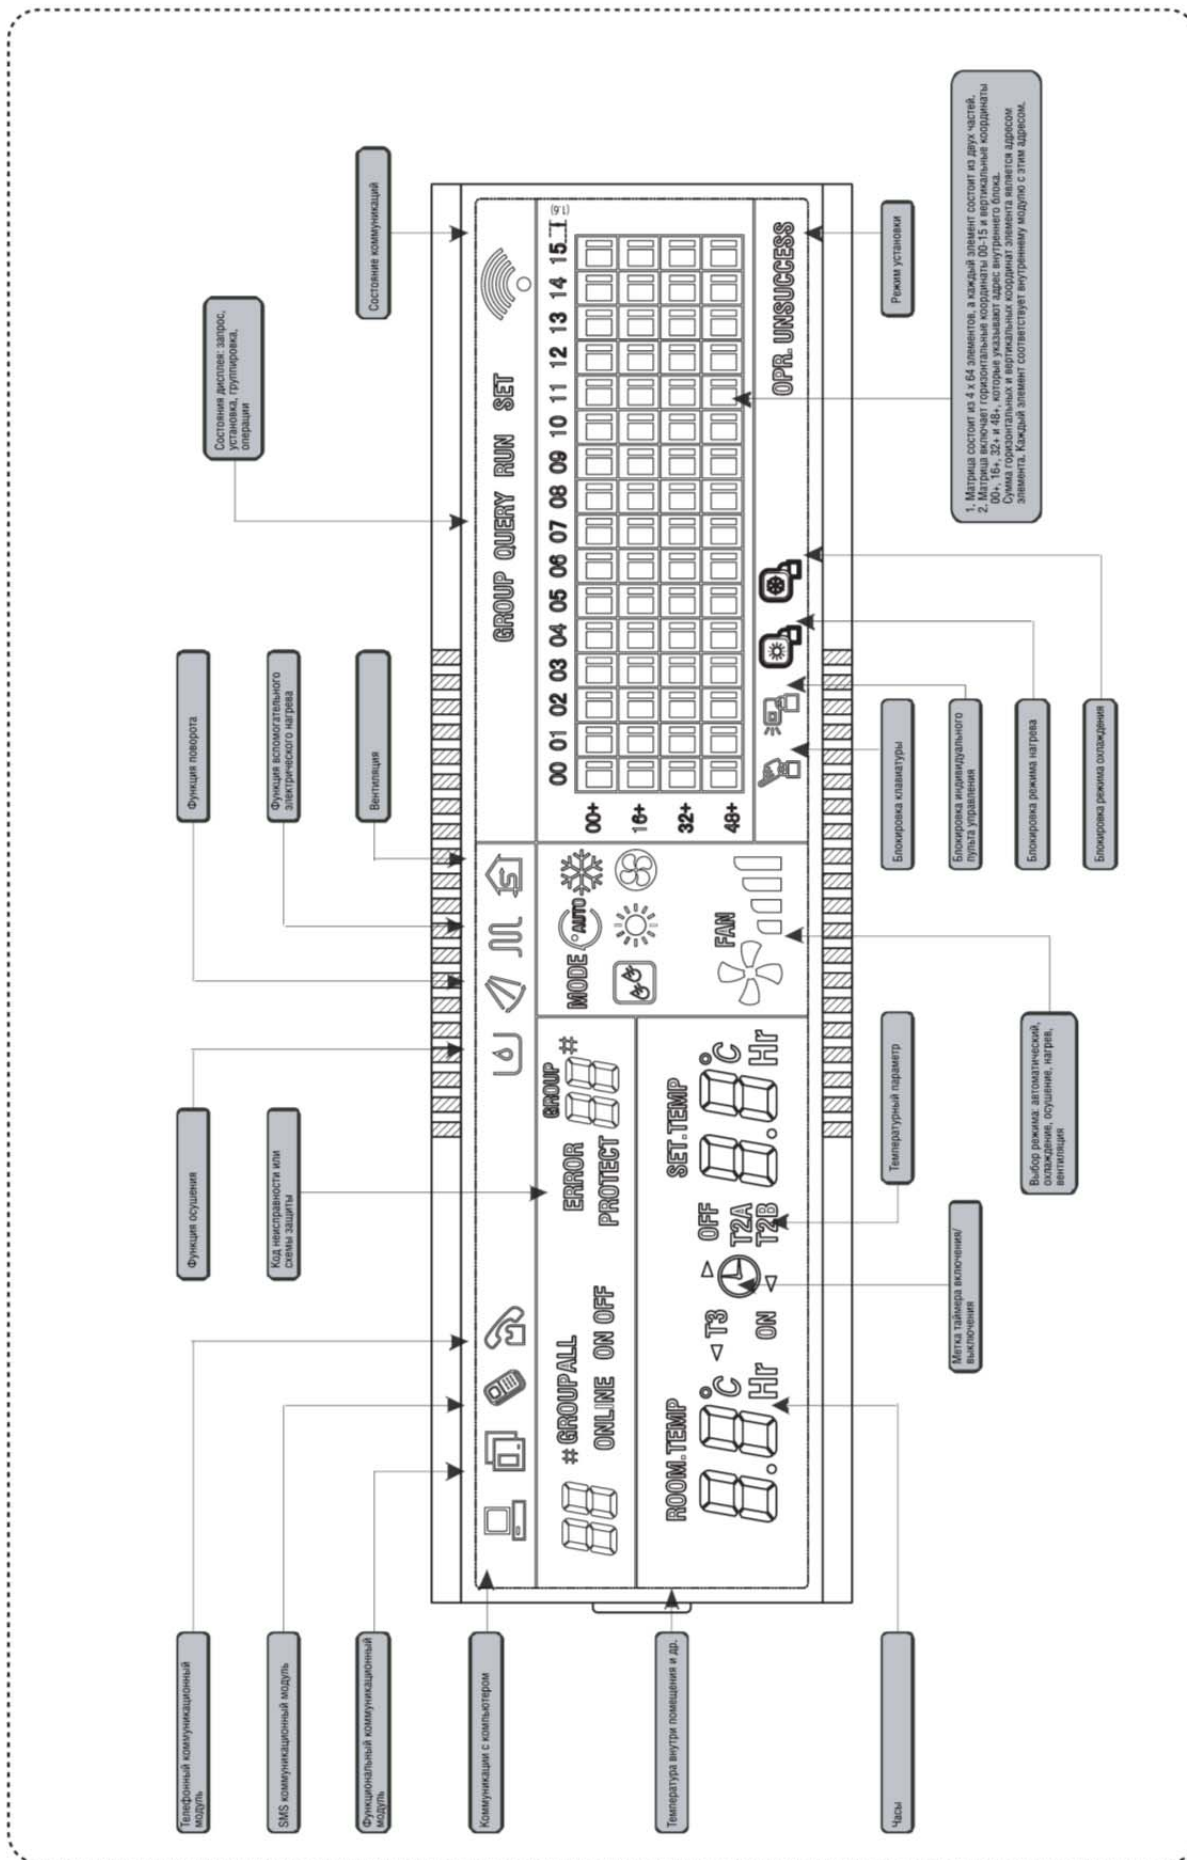 Телефонный коммуникационный
модуль
SMS коммуникационный модуль
Функциональный коммуникационный
модуль
Коммуникации с компьютером
Температура внутри помещения и др.
Часы
Функция осушения
Код неисправности или
схемы защиты
Функция поворота
Функция вспомогательного
электрического нагрева
Вентиляция
Состояния дисплея: запрос,
установка, группировка,
операции
Состояние коммуникаций
GROUP QUERY RUN SET
# GROUP ALL
ONLINE ON OFF
ERROR
PROTECT
GROUP
#
MODE
AUTO
FAN
ROOM.TEMP
°C
Hr
T3
ON
OFF
T2A
T2B
SET.TEMP
°C
Hr
00 01 02 03 04 05 06 07 08 09 10 11 12 13 14 15
(1.6)
00+
16+
32+
48+
OPR. UNSUCCESS
Метка таймера включения/
выключения
Температурный параметр
Выбор режима: автоматический,
охлаждение, осушение, нагрев,
вентиляция
Блокировка клавиатуры
Блокировка индивидуального
пульта управления
Блокировка режима нагрева
Блокировка режима охлаждения
Режим установки
1. Матрица состоит из 4 x 64 элементов, а каждый элемент состоит из двух частей.
2. Матрица включает горизонтальные координаты 00-15 и вертикальные координаты
00+, 16+, 32+ и 48+, которые указывают адрес внутреннего блока.
Сумма горизонтальных и вертикальных координат элемента является адресом
элемента. Каждый элемент соответствует внутреннему модулю с этим адресом.